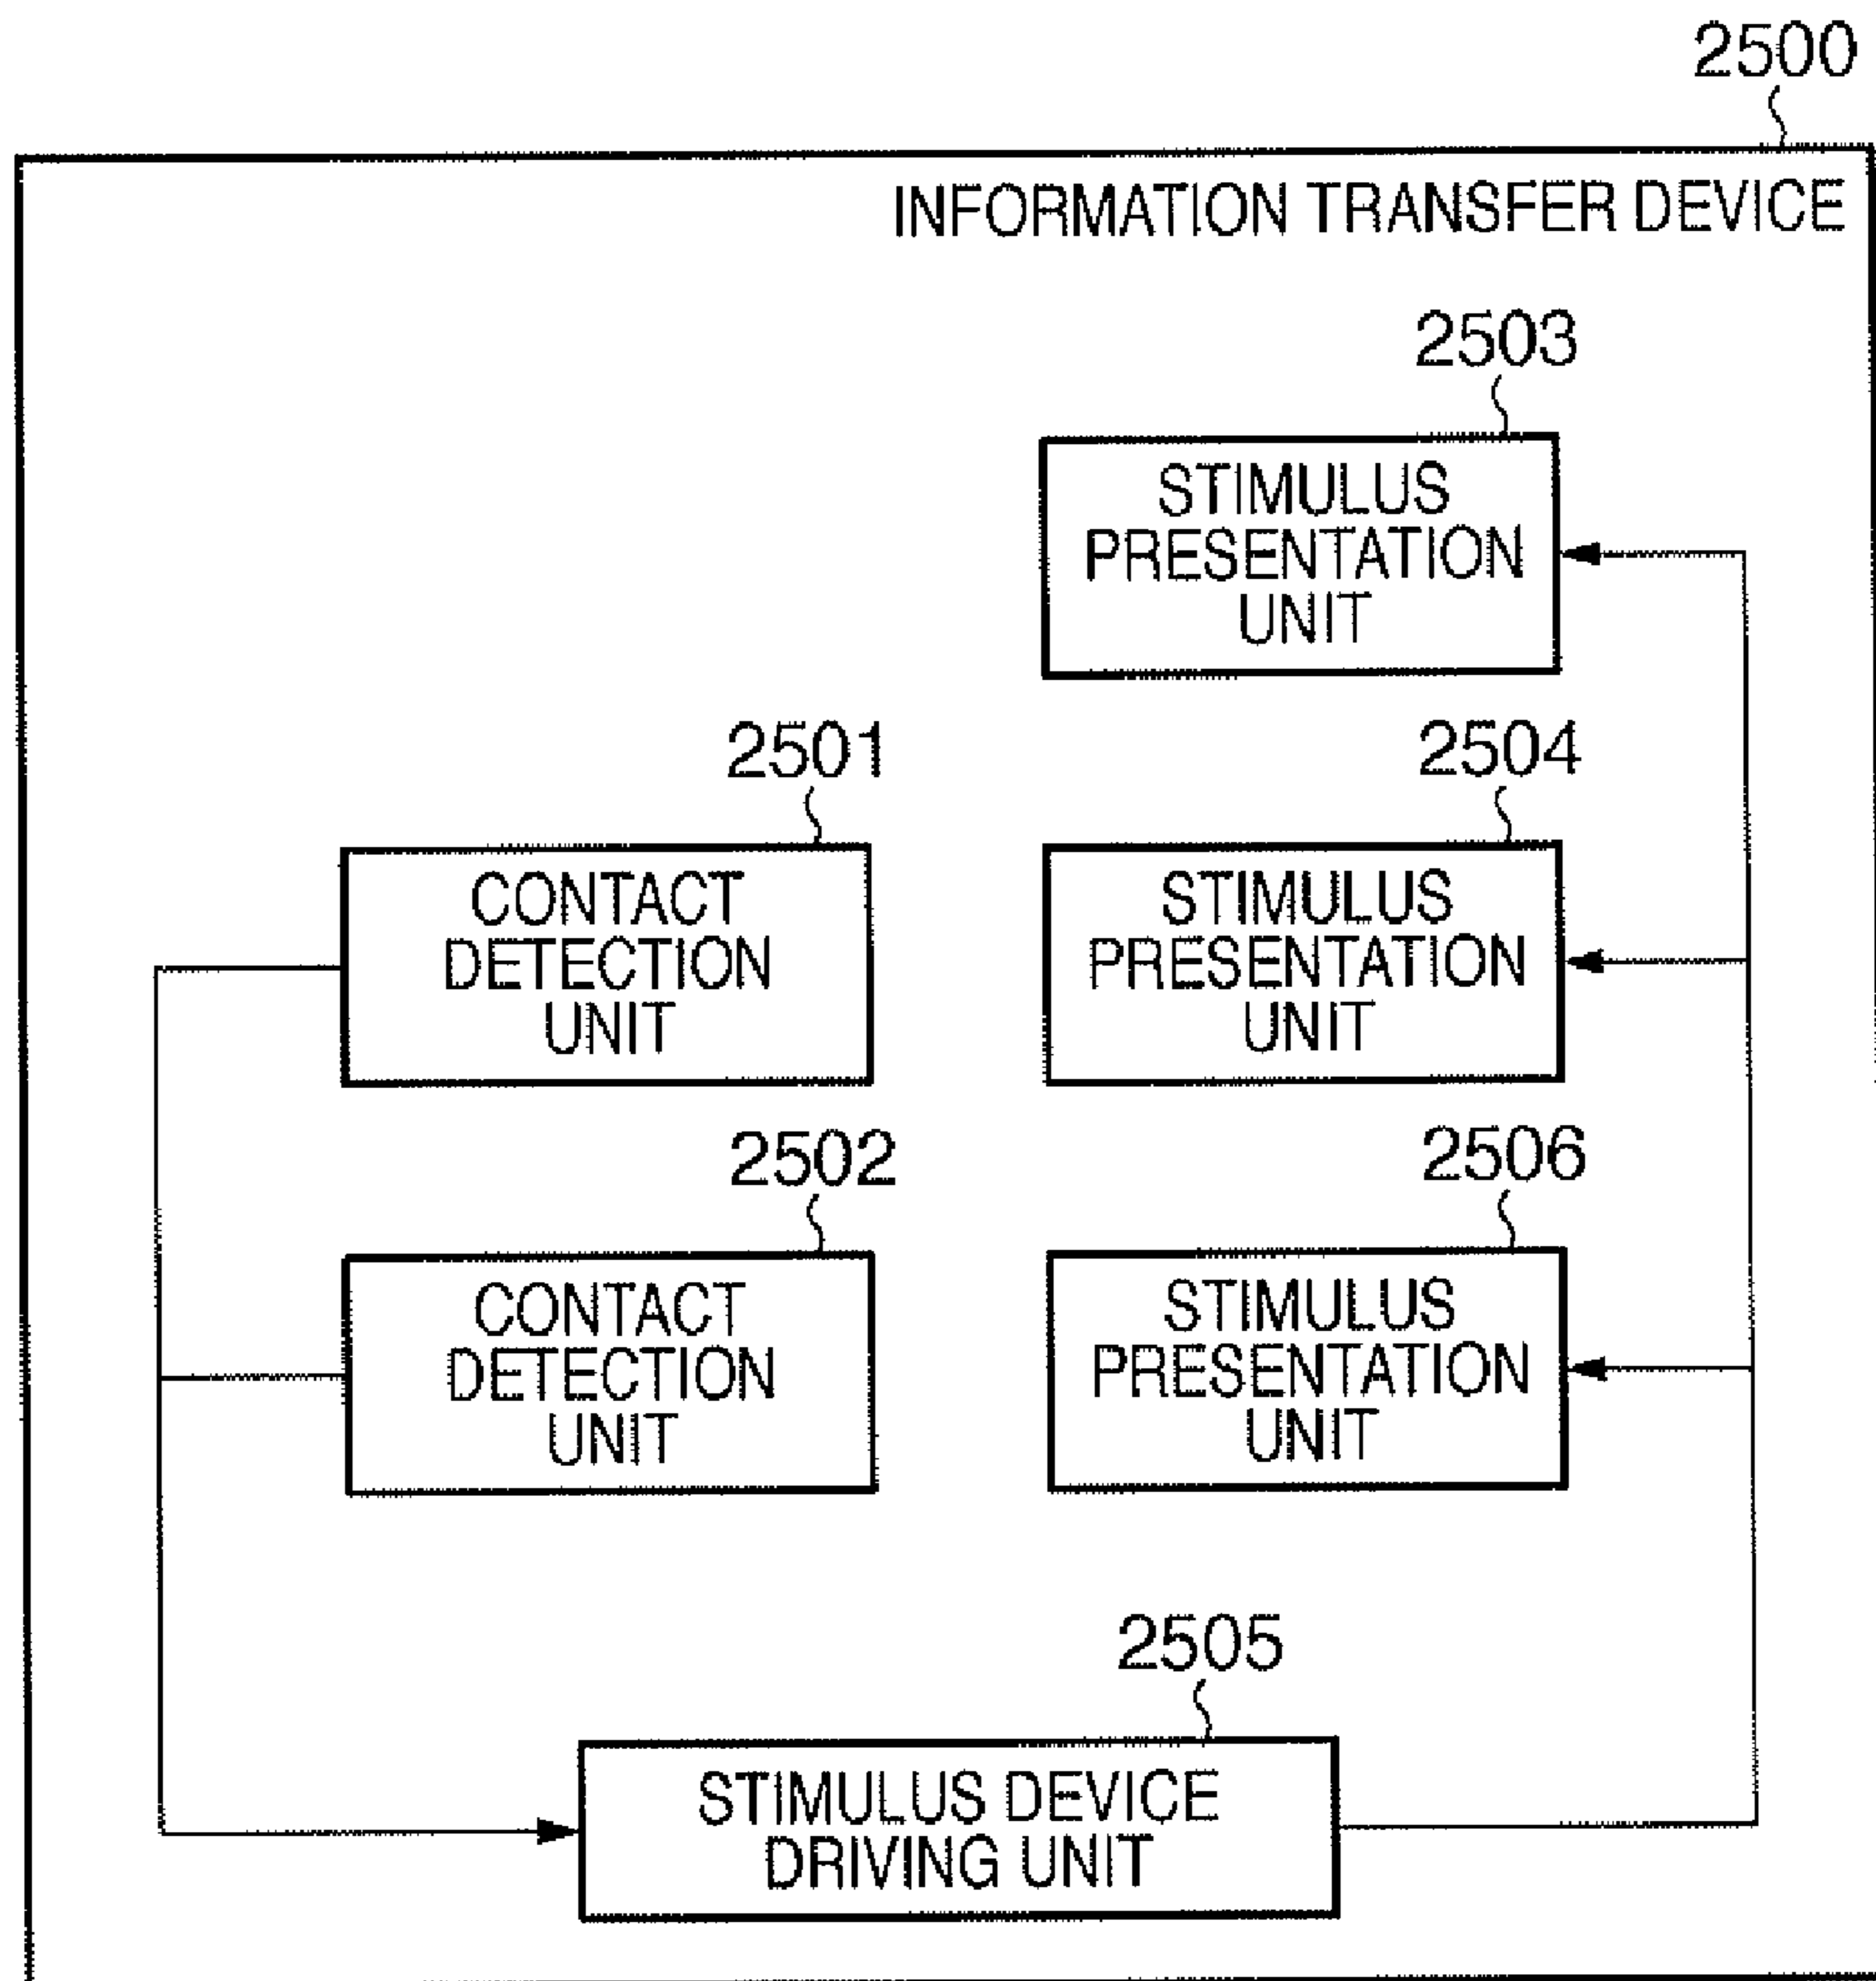 2500
INFORMATION TRANSFER DEVICE
2503
STIMULUS
PRESENTATION
UNIT
2501
CONTACT
DETECTION
UNIT
2504
STIMULUS
PRESENTATION
UNIT
2502
CONTACT
DETECTION
UNIT
2506
STIMULUS
PRESENTATION
UNIT
2505
STIMULUS DEVICE
DRIVING UNIT